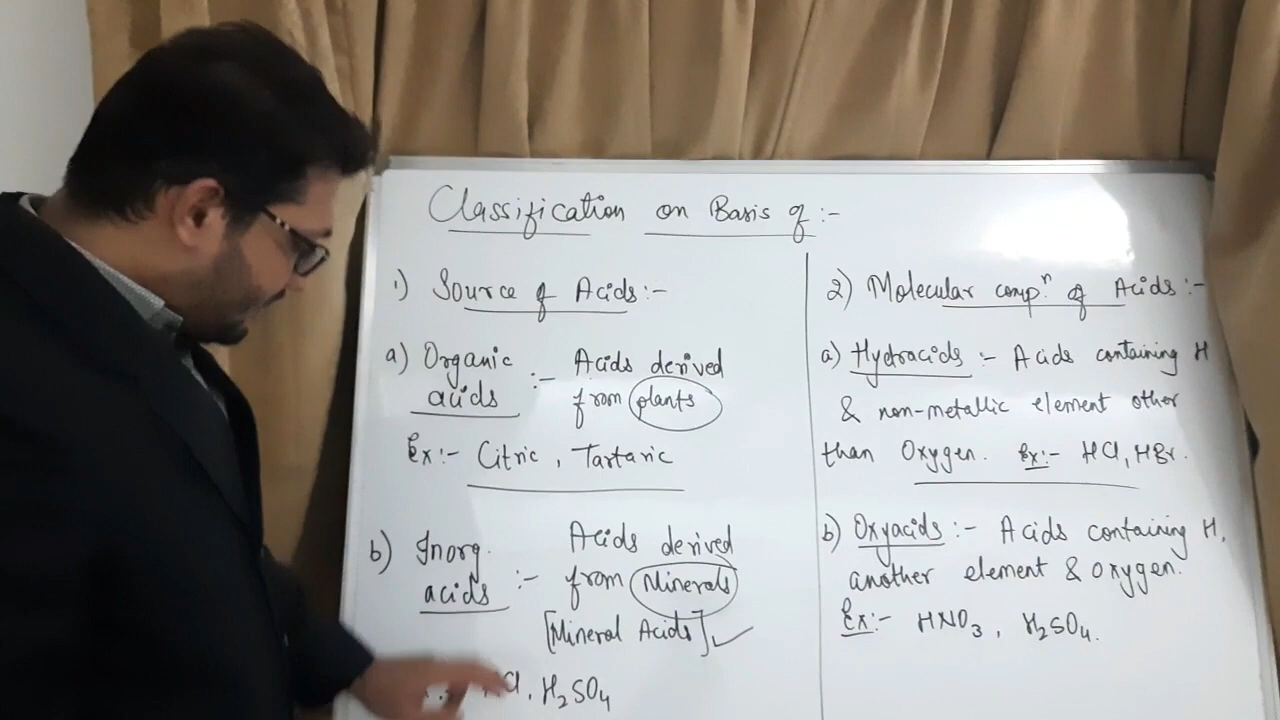 Classification on Basis of :-
1) Source of Acids :-
a) Organic acids :- Acids derived from plants
Ex :- Citric , Tartaric
b) Inorg. acids :- Acids derived from Minerals
[Mineral Acids]
, H₂SO₄
2) Molecular compⁿ. of Acids :-
a) Hydracids :- Acids containing H
& non-metallic element other
than Oxygen. Ex :- HCl, HBr.
b) Oxyacids :- Acids containing H,
another element & oxygen.
Ex :- HNO₃ , H₂SO₄.